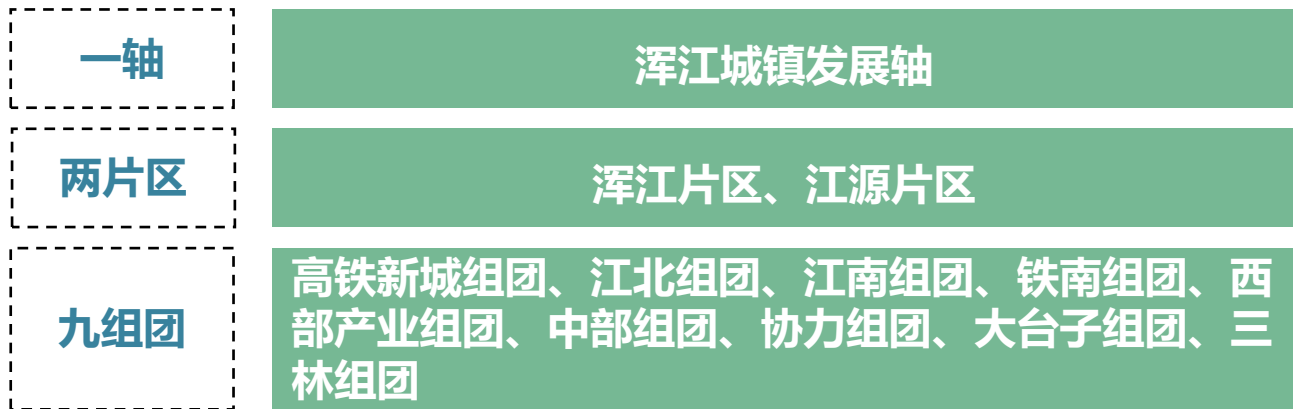 一轴
浑江城镇发展轴
两片区
浑江片区、江源片区
九组团
高铁新城组团、江北组团、江南组团、铁南组团、西
部产业组团、中部组团、协力组团、大台子组团、三
林组团